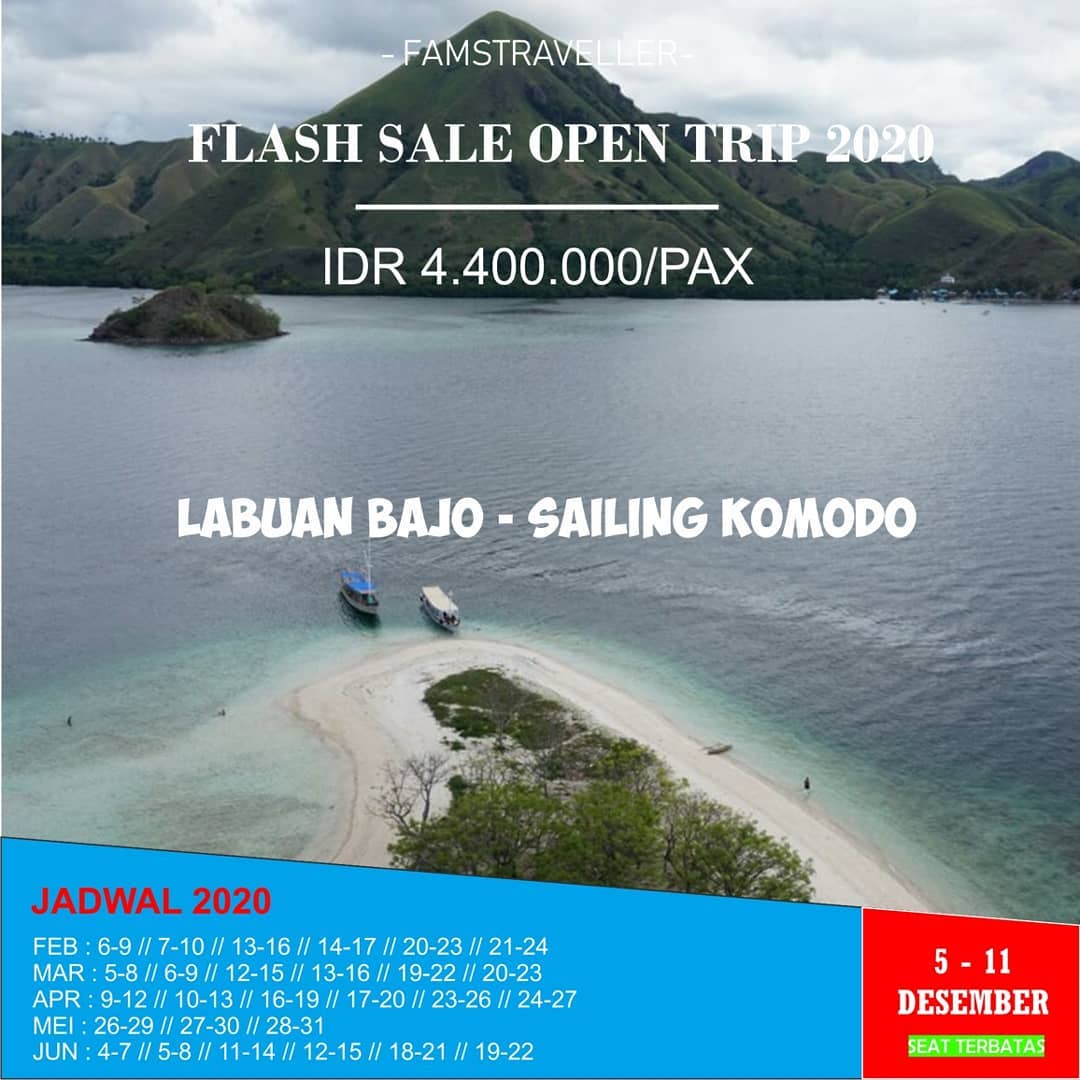 - FAMSTRAVELLER-
FLASH SALE OPEN TRIP 2020
IDR 4.400.000/PAX
LABUAN BAJO - SAILING KOMODO
JADWAL 2020
FEB : 6-9 // 7-10 // 13-16 // 14-17 // 20-23 // 21-24
MAR : 5-8 // 6-9 // 12-15 // 13-16 // 19-22 // 20-23
APR : 9-12 // 10-13 // 16-19 // 17-20 // 23-26 // 24-27
MEI : 26-29 // 27-30 // 28-31
JUN : 4-7 // 5-8 // 11-14 // 12-15 // 18-21 // 19-22
5 - 11
DESEMBER
SEAT TERBATAS